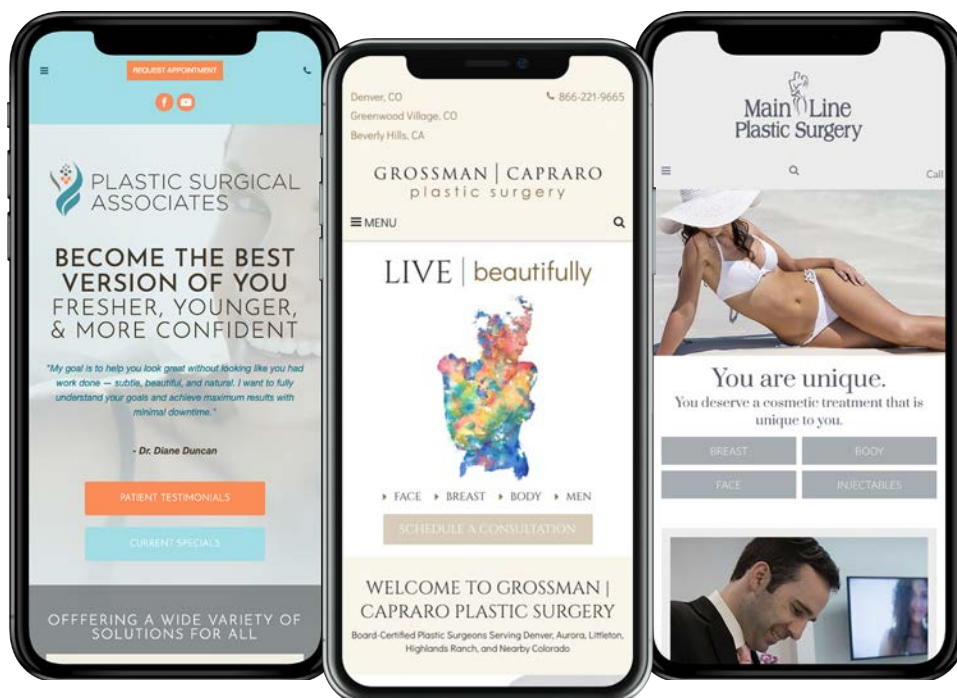 REQUEST APPOINTMENT
PLASTIC SURGICAL
ASSOCIATES
BECOME THE BEST
VERSION OF YOU
FRESHER, YOUNGER,
& MORE CONFIDENT
"My goal is to help you look great without looking like you had
work done — subtle, beautiful, and natural. I want to fully
understand your goals and achieve maximum results with
minimal downtime."
- Dr. Diane Duncan
PATIENT TESTIMONIALS
CURRENT SPECIALS
OFFFERING A WIDE VARIETY OF
SOLUTIONS FOR ALL
Denver, CO
866-221-9665
Greenwood Village, CO
Beverly Hills, CA
GROSSMAN | CAPRARO
plastic surgery
MENU
LIVE | beautifully
FACE BREAST BODY MEN
SCHEDULE A CONSULTATION
WELCOME TO GROSSMAN |
CAPRARO PLASTIC SURGERY
Board-Certified Plastic Surgeons Serving Denver, Aurora, Littleton,
Highlands Ranch, and Nearby Colorado
Main Line
Plastic Surgery
Call
You are unique.
You deserve a cosmetic treatment that is
unique to you.
BREAST
BODY
FACE
INJECTABLES